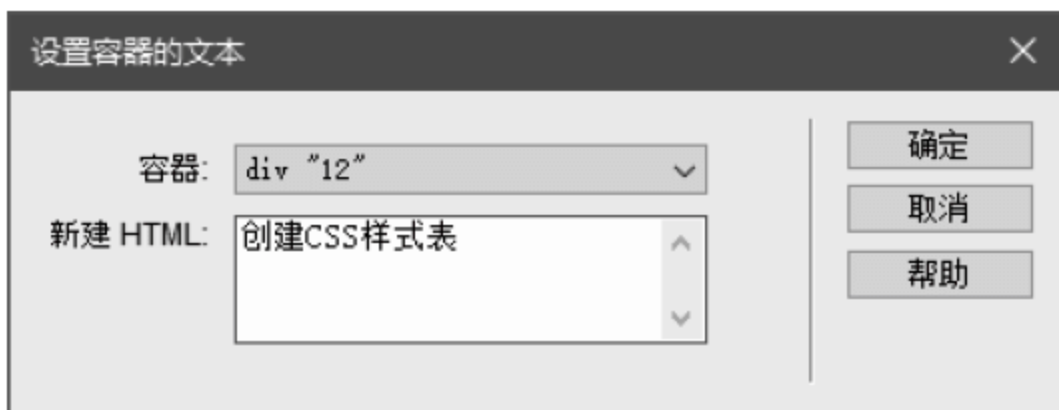 设置容器的文本
容器: div "12"
新建 HTML: 创建CSS样式表
确定
取消
帮助